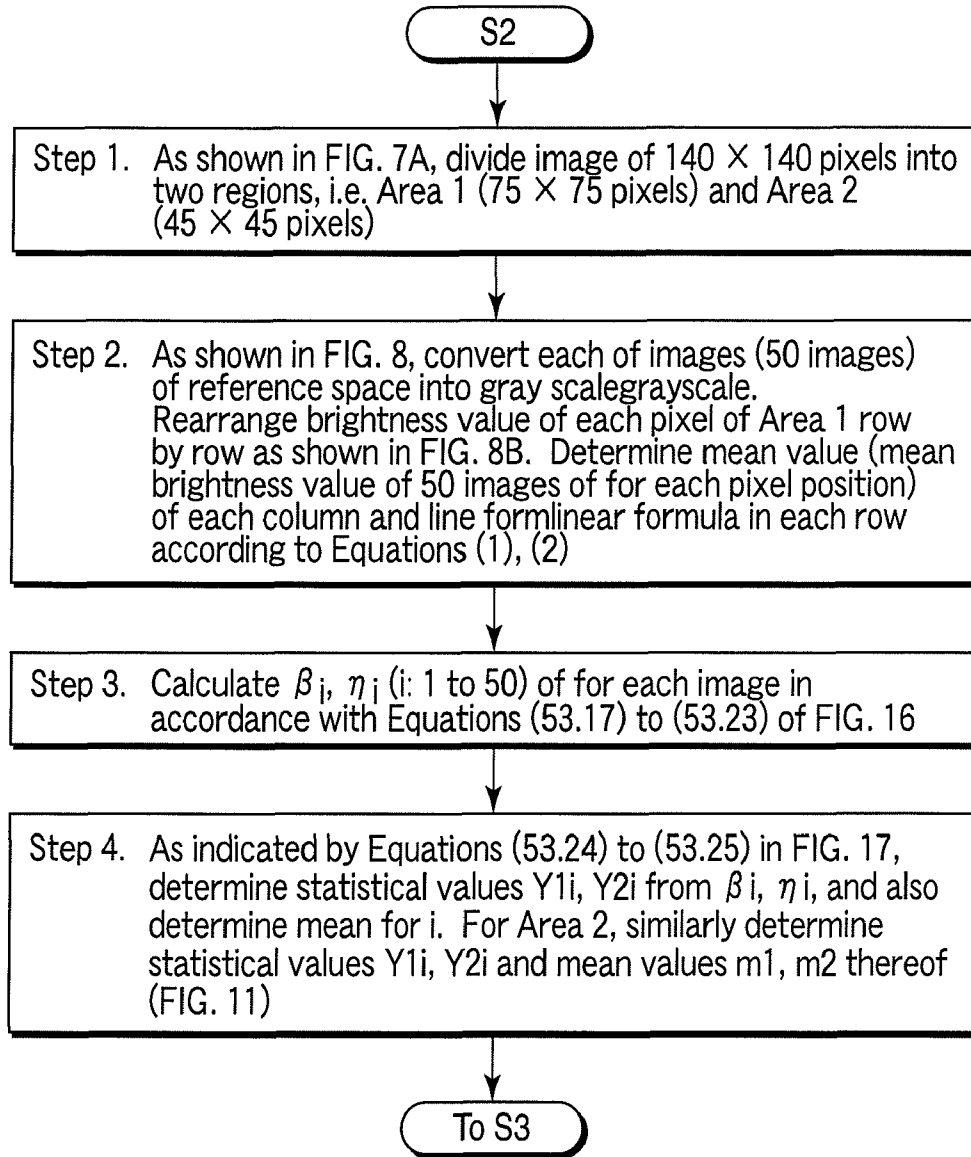 S2
Step 1. As shown in FIG. 7A, divide image of 140 × 140 pixels into
two regions, i.e. Area 1 (75 × 75 pixels) and Area 2
(45 × 45 pixels)
Step 2. As shown in FIG. 8, convert each of images (50 images)
of reference space into gray scalegrayscale.
Rearrange brightness value of each pixel of Area 1 row
by row as shown in FIG. 8B. Determine mean value (mean
brightness value of 50 images of for each pixel position)
of each column and line formlinear formula in each row
according to Equations (1), (2)
Step 3. Calculate β i, η i (i: 1 to 50) of for each image in
accordance with Equations (53.17) to (53.23) of FIG. 16
Step 4. As indicated by Equations (53.24) to (53.25) in FIG. 17,
determine statistical values Y1i, Y2i from β i, η i, and also
determine mean for i. For Area 2, similarly determine
statistical values Y1i, Y2i and mean values m1, m2 thereof
(FIG. 11)
To S3